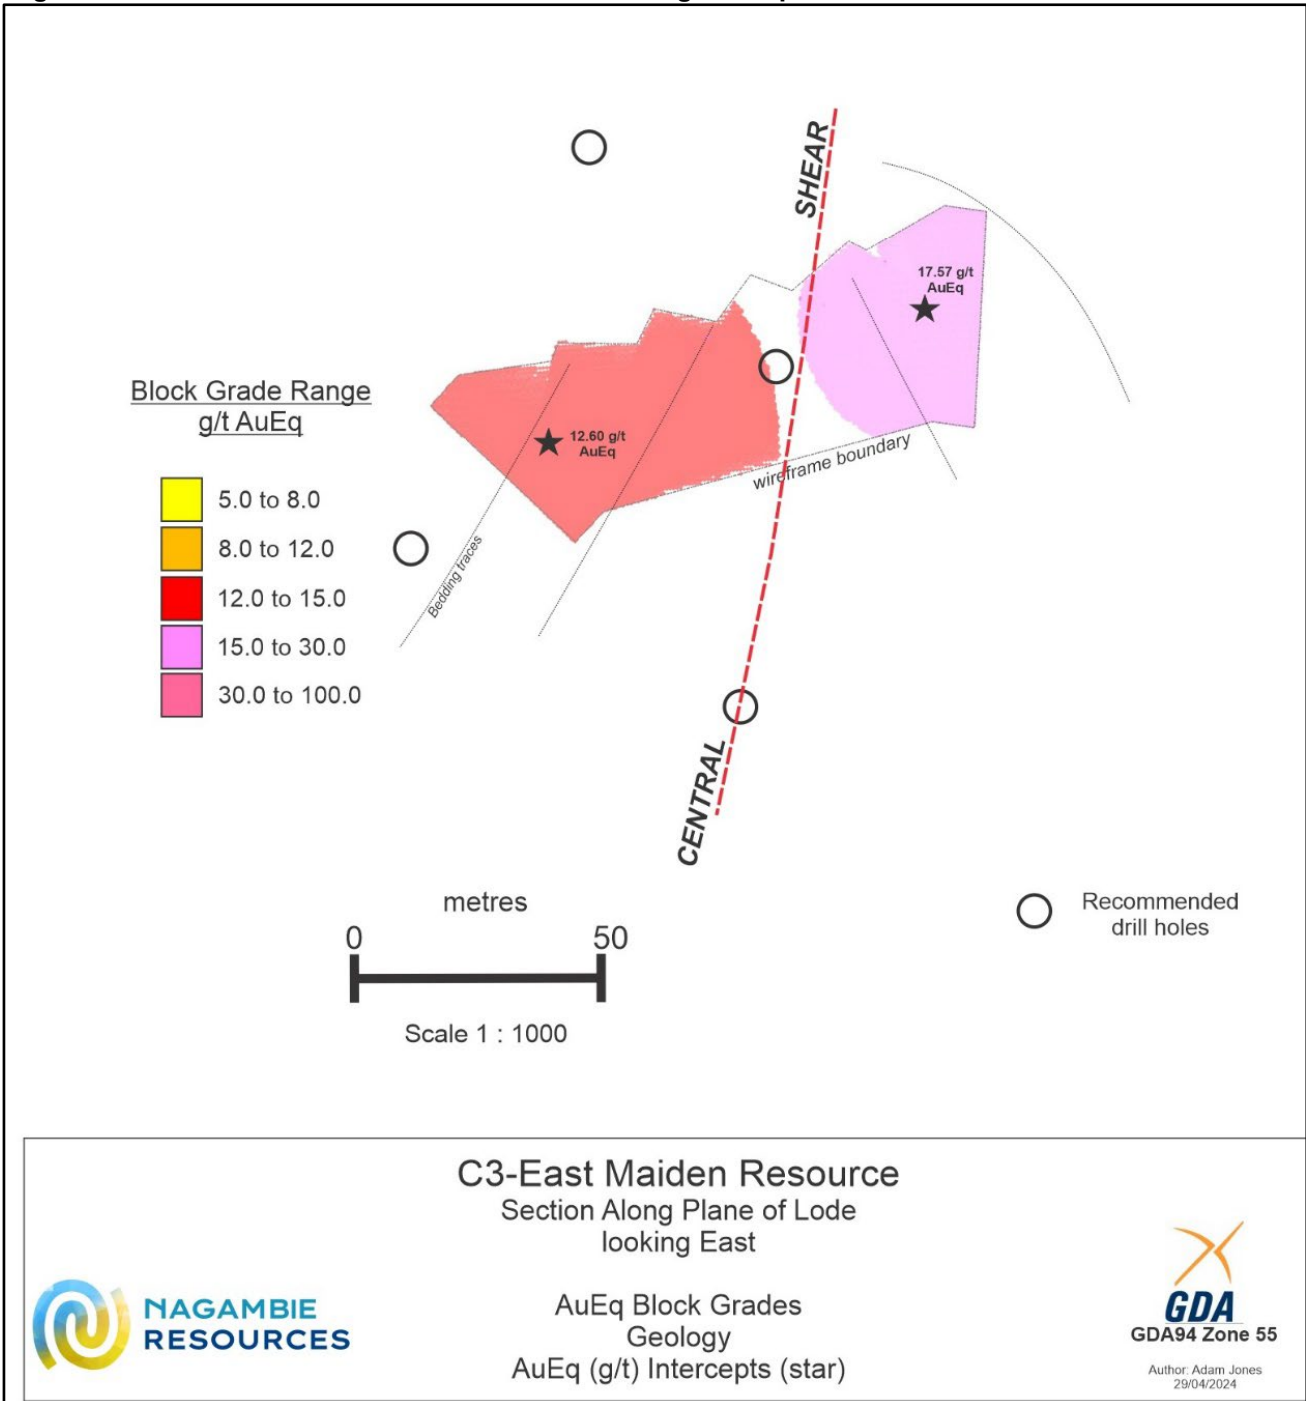 SHEAR
17.57 g/t
AuEq
Block Grade Range
g/t AuEq
12.60 g/t
AuEq
wireframe boundary
5.0 to 8.0
8.0 to 12.0
Bedding traces
12.0 to 15.0
15.0 to 30.0
30.0 to 100.0
CENTRAL
metres
0 50
Scale 1 : 1000
Recommended
drill holes
C3-East Maiden Resource
Section Along Plane of Lode
looking East
AuEq Block Grades
Geology
AuEq (g/t) Intercepts (star)
NAGAMBIE
RESOURCES
GDA
GDA94 Zone 55
Author: Adam Jones
29/04/2024